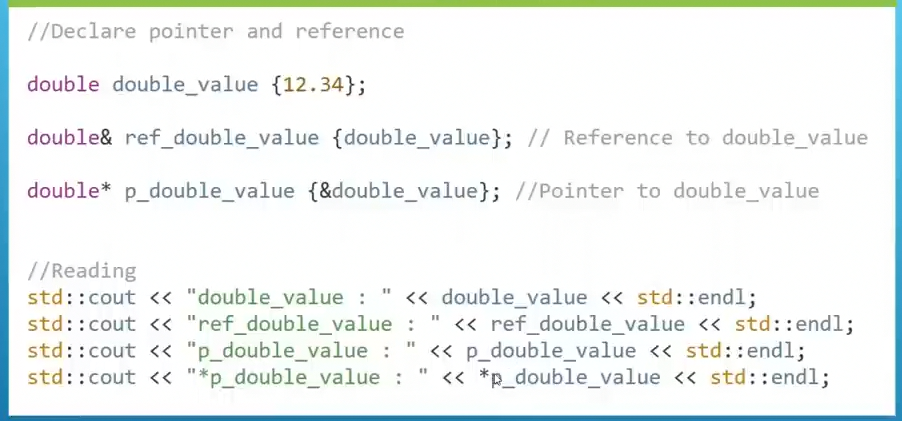 //Declare pointer and reference
double double_value {12.34};
double& ref_double_value {double_value}; // Reference to double_value
double* p_double_value {&double_value}; //Pointer to double_value
//Reading
std::cout << "double_value : " << double_value << std::endl;
std::cout << "ref_double_value : " << ref_double_value << std::endl;
std::cout << "p_double_value : " << p_double_value << std::endl;
std::cout << "*p_double_value : " << *p_double_value << std::endl;